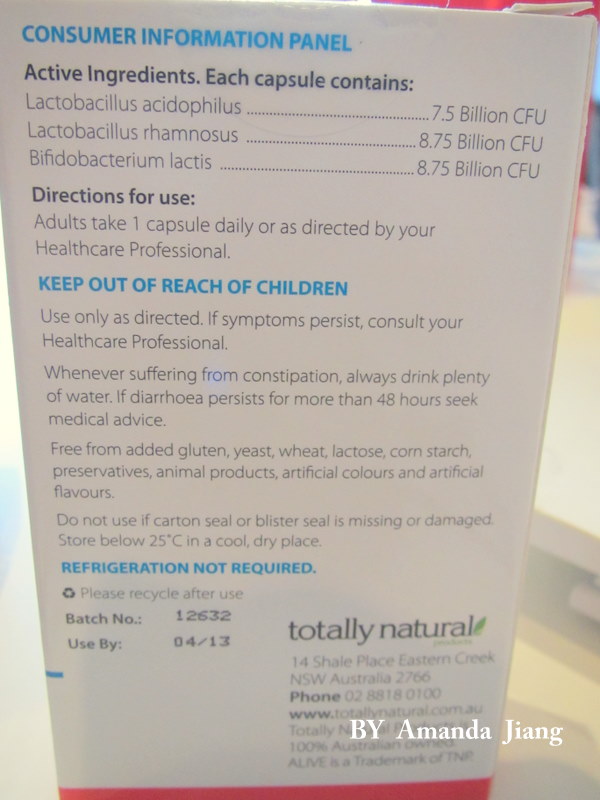 CONSUMER INFORMATION PANEL
Active Ingredients. Each capsule contains:
Lactobacillus acidophilus ........................................ 7.5 Billion CFU
Lactobacillus rhamnosus ..................................... 8.75 Billion CFU
Bifidobacterium lactis .......................................... 8.75 Billion CFU
Directions for use:
Adults take 1 capsule daily or as directed by your
Healthcare Professional.
KEEP OUT OF REACH OF CHILDREN
Use only as directed. If symptoms persist, consult your
Healthcare Professional.
Whenever suffering from constipation, always drink plenty
of water. If diarrhoea persists for more than 48 hours seek
medical advice.
Free from added gluten, yeast, wheat, lactose, corn starch,
preservatives, animal products, artificial colours and artificial
flavours.
Do not use if carton seal or blister seal is missing or damaged.
Store below 25°C in a cool, dry place.
REFRIGERATION NOT REQUIRED.
♻ Please recycle after use
Batch No.: 12632
Use By: 04/13
totally natural
products
14 Shale Place Eastern Creek
NSW Australia 2766
Phone 02 8818 0100
www.totallynatural.com.au
Totally Natural Products
BY Amanda Jiang
100% Australian owned.
ALIVE is a Trademark of TNP.